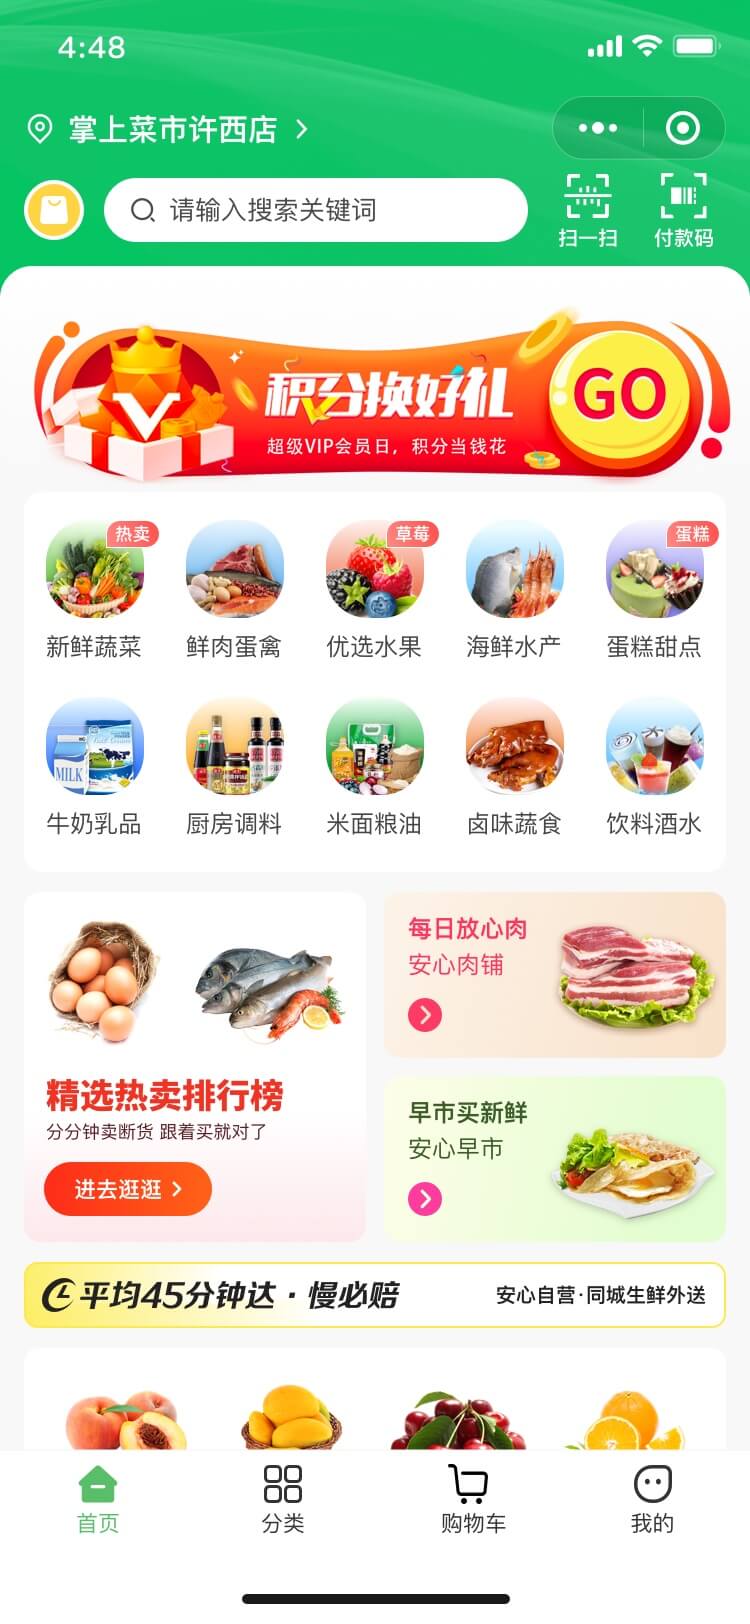 4:48
掌上菜市许西店
请输入搜索关键词
扫一扫
付款码
积分换好礼
GO
超级VIP会员日，积分当钱花
热卖
草莓
蛋糕
新鲜蔬菜
鲜肉蛋禽
优选水果
海鲜水产
蛋糕甜点
MILK
牛奶乳品
厨房调料
米面粮油
卤味蔬食
饮料酒水
每日放心肉
安心肉铺
精选热卖排行榜
分分钟卖断货 跟着买就对了
进去逛逛
早市买新鲜
安心早市
平均45分钟达·慢必赔
安心自营·同城生鲜外送
首页
分类
购物车
我的